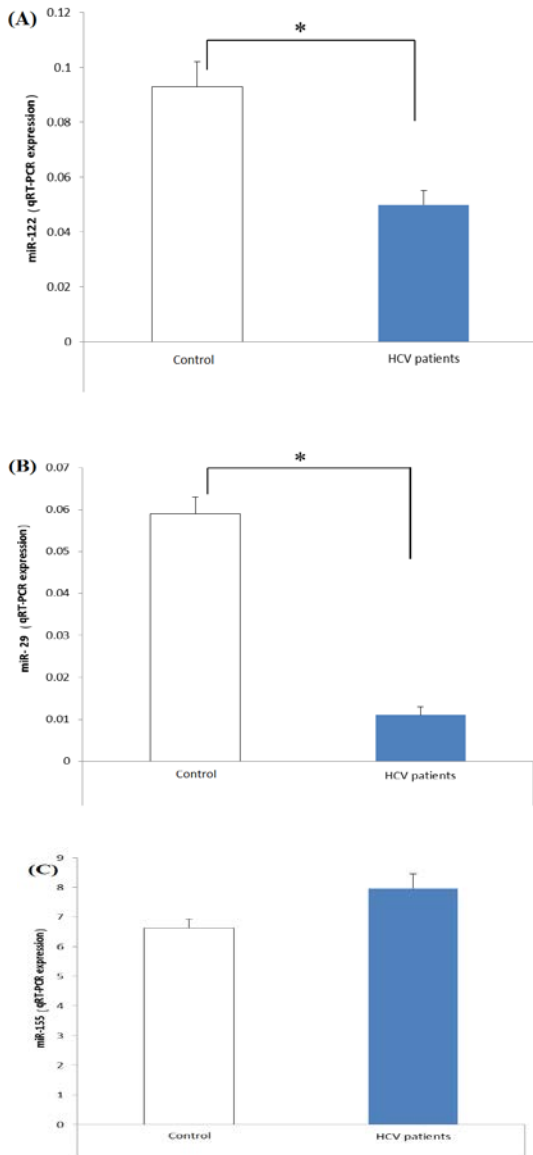 (A)
0.12
*
0.1
0.08
0.06
0.04
0.02
0
miR-122 ( qRT-PCR expression)
Control
HCV patients
(B)
0.07
*
0.06
0.05
0.04
0.03
0.02
0.01
0
miR- 29 ( qRT-PCR expression)
Control
HCV patients
(C)
9
8
7
6
5
4
3
2
1
0
miR-155 ( qRT-PCR expression)
Control
HCV patients